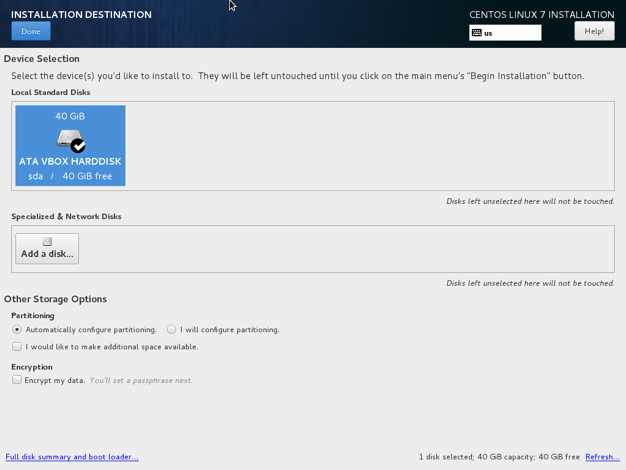 INSTALLATION DESTINATION
CENTOS LINUX 7 INSTALLATION
Done
us
Help!
Device Selection
Select the device(s) you'd like to install to. They will be left untouched until you click on the main menu's "Begin Installation" button.
Local Standard Disks
40 GiB
ATA VBOX HARDDISK
sda / 40 GiB free
Disks left unselected here will not be touched.
Specialized & Network Disks
Add a disk...
Disks left unselected here will not be touched.
Other Storage Options
Partitioning
Automatically configure partitioning. I will configure partitioning.
I would like to make additional space available.
Encryption
Encrypt my data. You'll set a passphrase next.
Full disk summary and boot loader... 1 disk selected; 40 GiB capacity; 40 GiB free Refresh...